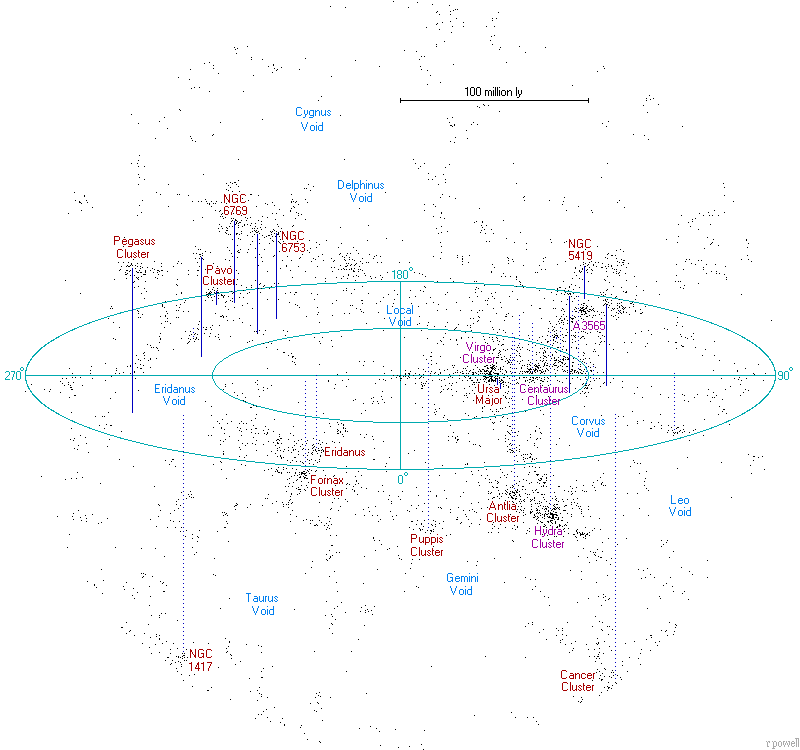 100 million ly
Cygnus
Void
Delphinus
Void
NGC
6769
NGC
6753
Pegasus
Cluster
Pavo
Cluster
NGC
5419
180°
Local
Void
A3565
Virgo
Cluster
270°
90°
Eridanus
Void
Ursa
Major
Centaurus
Cluster
Corvus
Void
Eridanus
0°
Fornax
Cluster
Antlia
Cluster
Leo
Void
Hydra
Cluster
Puppis
Cluster
Gemini
Void
Taurus
Void
NGC
1417
Cancer
Cluster
r powell